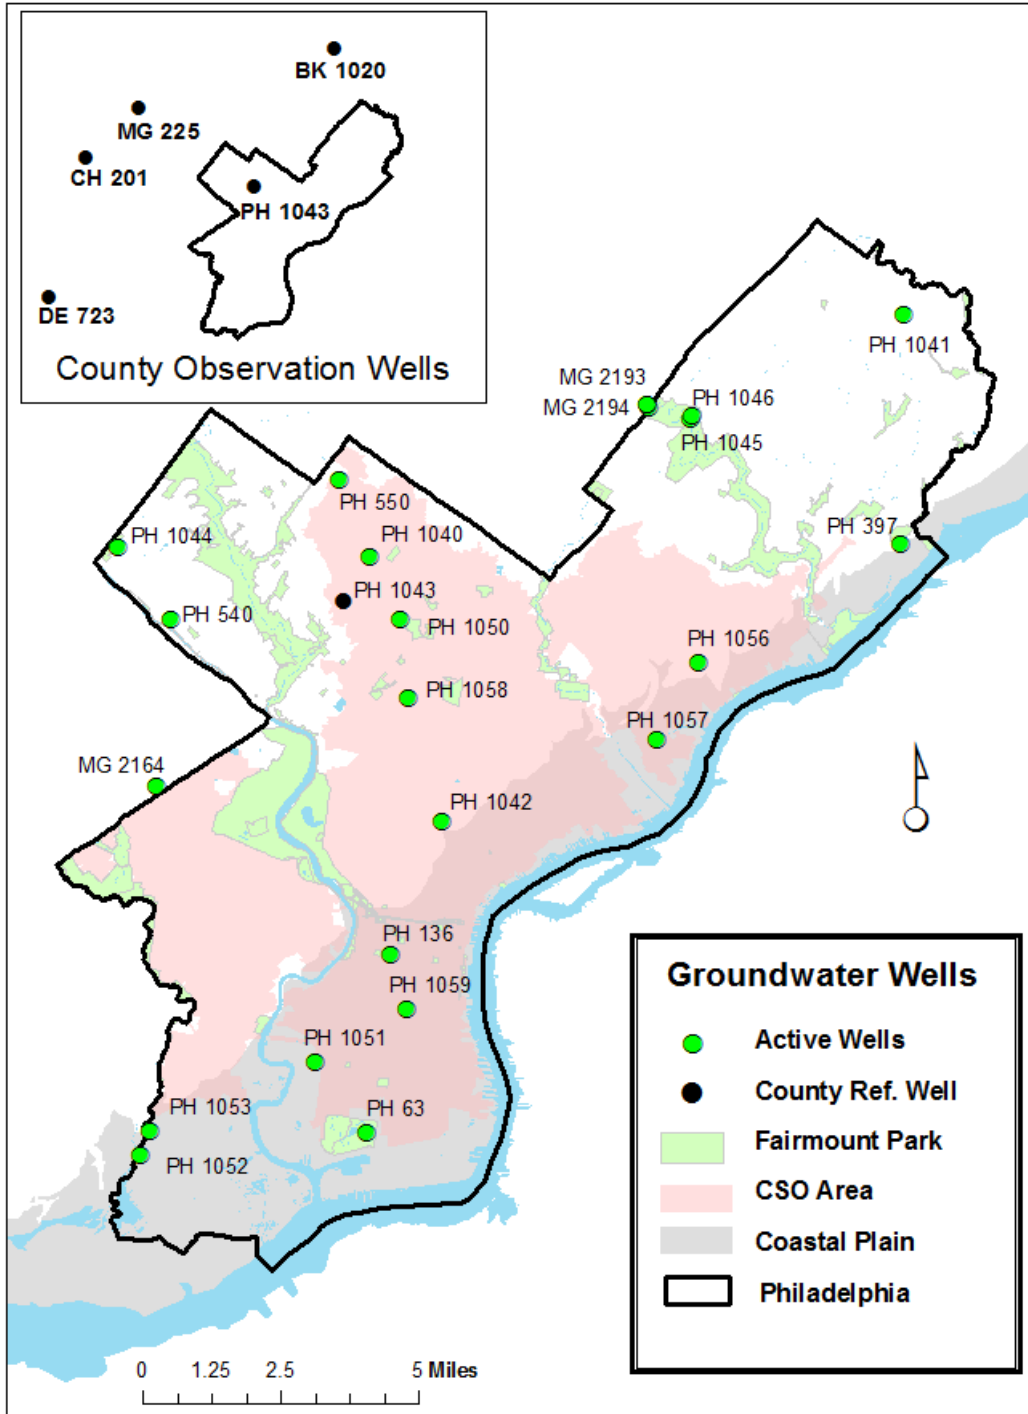 BK 1020
MG 225
CH 201
PH 1043
DE 723
County Observation Wells
PH 1041
MG 2193
MG 2194
PH 1046
PH 1045
PH 550
PH 1040
PH 397
PH 1044
PH 1043
PH 540
PH 1050
PH 1056
PH 1058
PH 1057
MG 2164
PH 1042
PH 136
PH 1059
PH 1051
PH 1053
PH 63
PH 1052
Groundwater Wells
Active Wells
County Ref. Well
Fairmount Park
CSO Area
Coastal Plain
Philadelphia
0 1.25 2.5 5 Miles